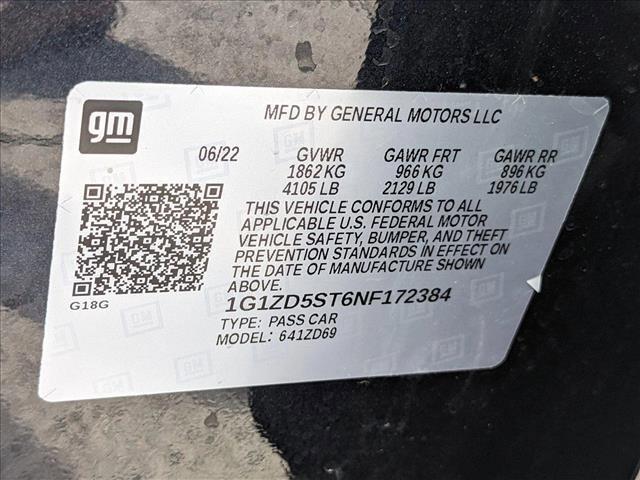 gm
MFD BY GENERAL MOTORS LLC
06/22 GVWR GAWR FRT GAWR RR
1862 KG 966 KG 896 KG
4105 LB 2129 LB 1976 LB
THIS VEHICLE CONFORMS TO ALL
APPLICABLE U.S. FEDERAL MOTOR
VEHICLE SAFETY, BUMPER, AND THEFT
PREVENTION STANDARDS IN EFFECT ON
THE DATE OF MANUFACTURE SHOWN
ABOVE.
G18G
1G1ZD5ST6NF172384
TYPE: PASS CAR
MODEL: 641ZD69